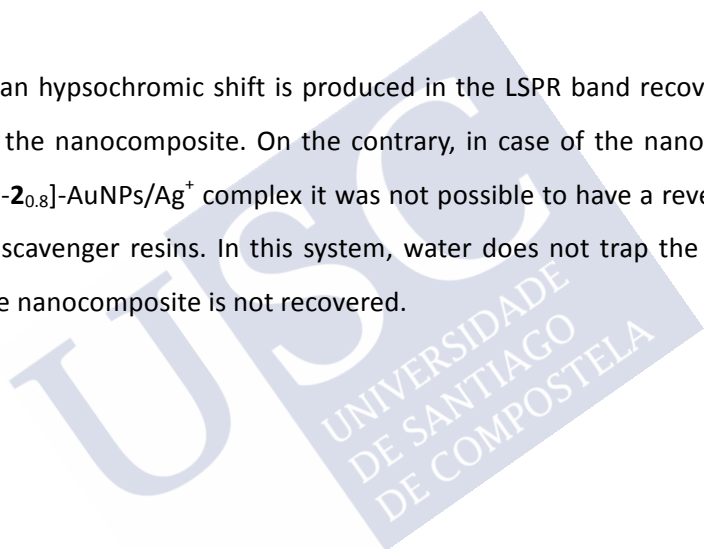 an hypsochromic shift is produced in the LSPR band recov
the nanocomposite. On the contrary, in case of the nano
-2₀.₈]-AuNPs/Ag⁺ complex it was not possible to have a reve
scavenger resins. In this system, water does not trap the
e nanocomposite is not recovered.
USC
UNIVERSIDADE
DE SANTIAGO
DE COMPOSTELA